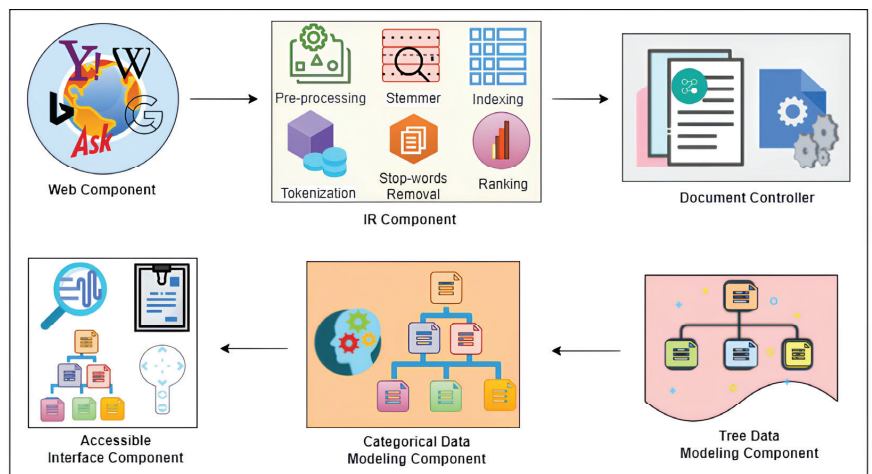 Y! W
b G
Ask
Web Component
Pre-processing
Stemmer
Indexing
Tokenization
Stop-words
Removal
Ranking
IR Component
Document Controller
Accessible
Interface Component
Categorical Data
Modeling Component
Tree Data
Modeling Component